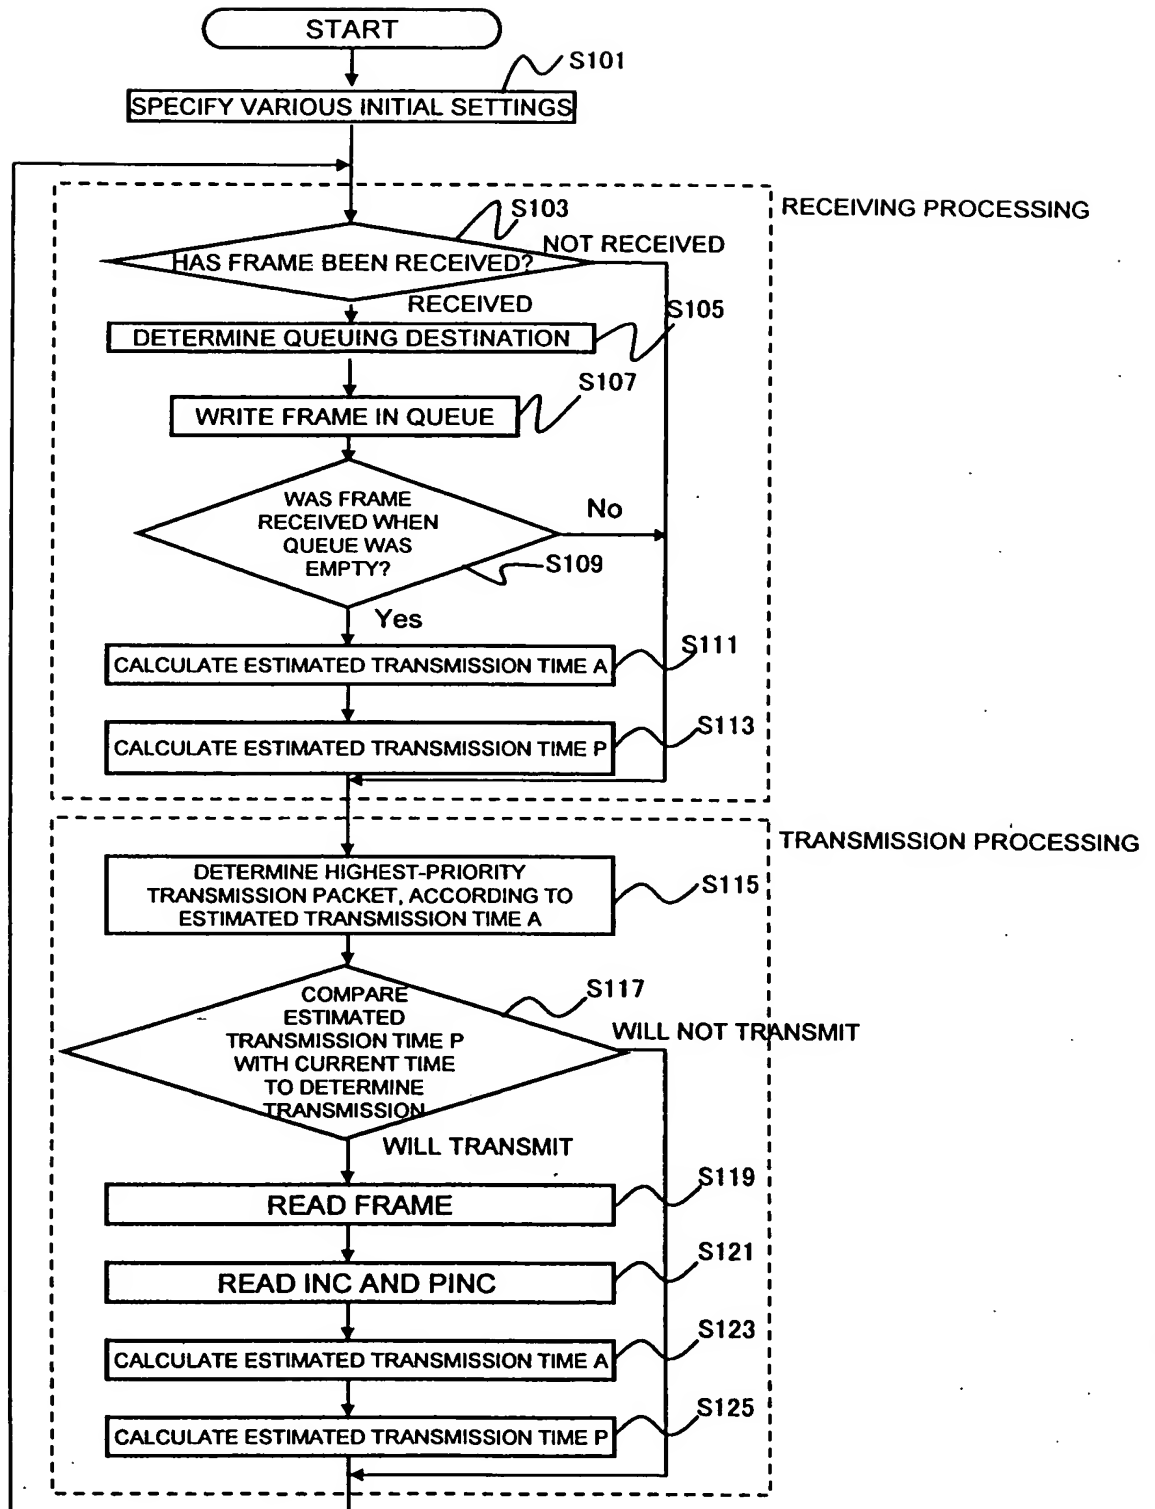 START
S101
SPECIFY VARIOUS INITIAL SETTINGS
RECEIVING PROCESSING
S103
NOT RECEIVED
HAS FRAME BEEN RECEIVED?
RECEIVED
S105
DETERMINE QUEUING DESTINATION
S107
WRITE FRAME IN QUEUE
WAS FRAME
RECEIVED WHEN
QUEUE WAS
EMPTY?
No
S109
Yes
S111
CALCULATE ESTIMATED TRANSMISSION TIME A
S113
CALCULATE ESTIMATED TRANSMISSION TIME P
TRANSMISSION PROCESSING
DETERMINE HIGHEST-PRIORITY
TRANSMISSION PACKET, ACCORDING TO
ESTIMATED TRANSMISSION TIME A
S115
S117
COMPARE
ESTIMATED
TRANSMISSION TIME P
WITH CURRENT TIME
TO DETERMINE
TRANSMISSION
WILL NOT TRANSMIT
WILL TRANSMIT
S119
READ FRAME
S121
READ INC AND PINC
S123
CALCULATE ESTIMATED TRANSMISSION TIME A
S125
CALCULATE ESTIMATED TRANSMISSION TIME P